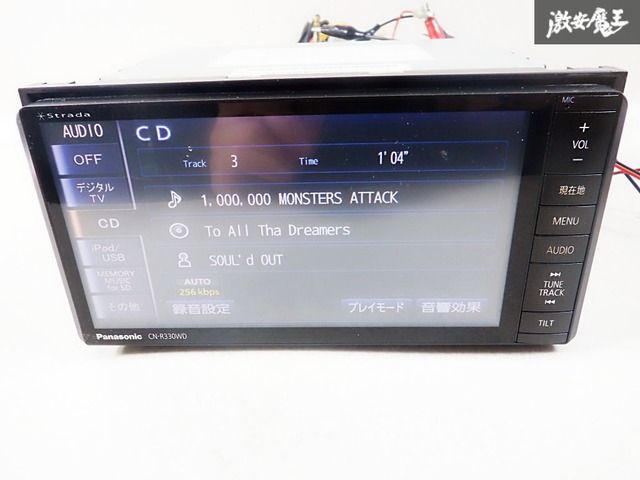 激安魔王
Strada
MIC
AUDIO
CD
OFF
Track 3 Time 1'04"
デジタル
TV
1,000,000 MONSTERS ATTACK
CD
To All Tha Dreamers
iPod/
USB
SOUL'd OUT
MEMORY
MUSIC
for SD
AUTO
256 kbps
その他
録音設定
プレイモード
音響効果
Panasonic
CN-R330WD
+
VOL
−
現在地
MENU
AUDIO
TUNE
TRACK
TILT